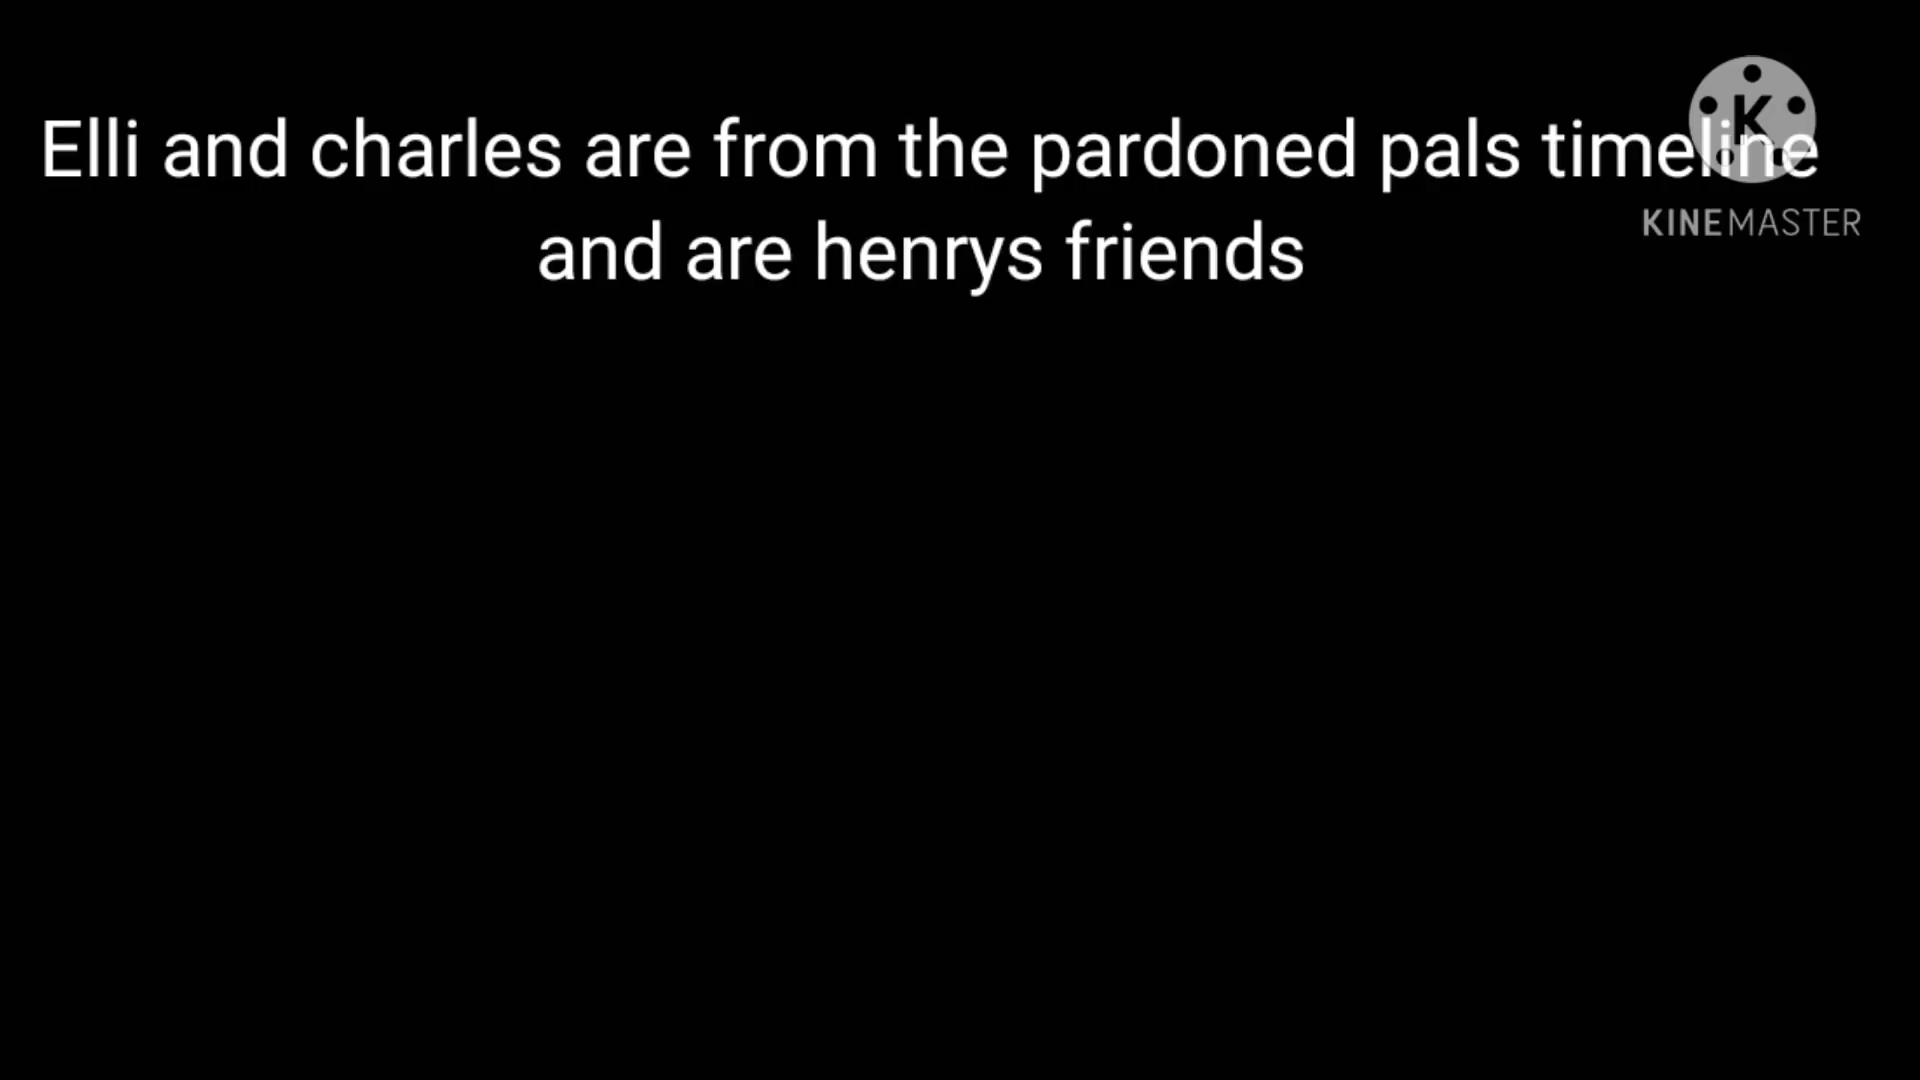 Elli and charles are from the pardoned pals timeline
and are henrys friends
K
KINEMASTER